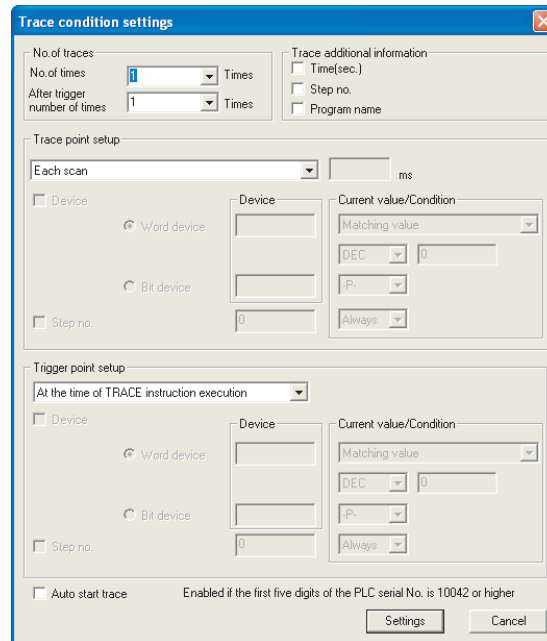 Trace condition settings
No.of traces
No.of times
1
Times
After trigger
number of times
1
Times
Trace additional information
Time(sec.)
Step no.
Program name
Trace point setup
Each scan
ms
Device
Word device
Bit device
Step no.
Device
0
Current value/Condition
Matching value
DEC
0
-P-
Always
Trigger point setup
At the time of TRACE instruction execution
Device
Word device
Bit device
Step no.
Device
0
Current value/Condition
Matching value
DEC
0
-P-
Always
Auto start trace
Enabled if the first five digits of the PLC serial No. is 10042 or higher
Settings
Cancel